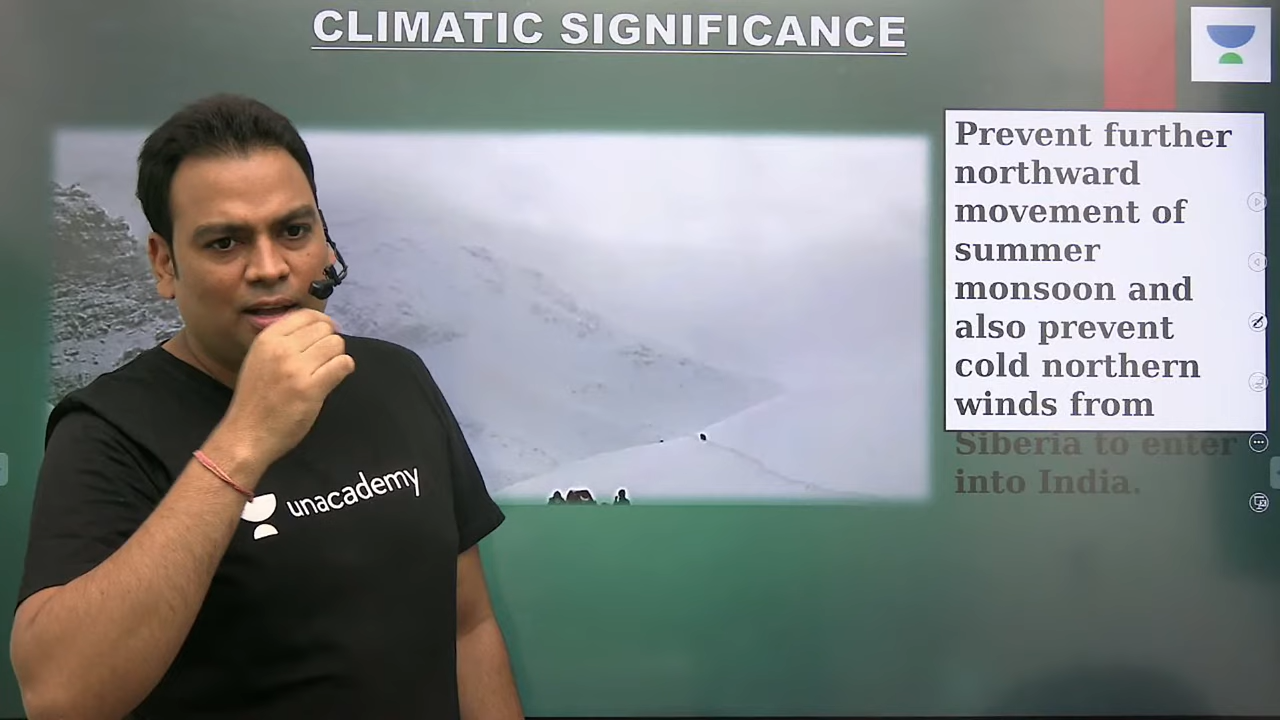 CLIMATIC SIGNIFICANCE
Prevent further
northward
movement of
summer
monsoon and
also prevent
cold northern
winds from
Siberia to enter
into India.
unacademy